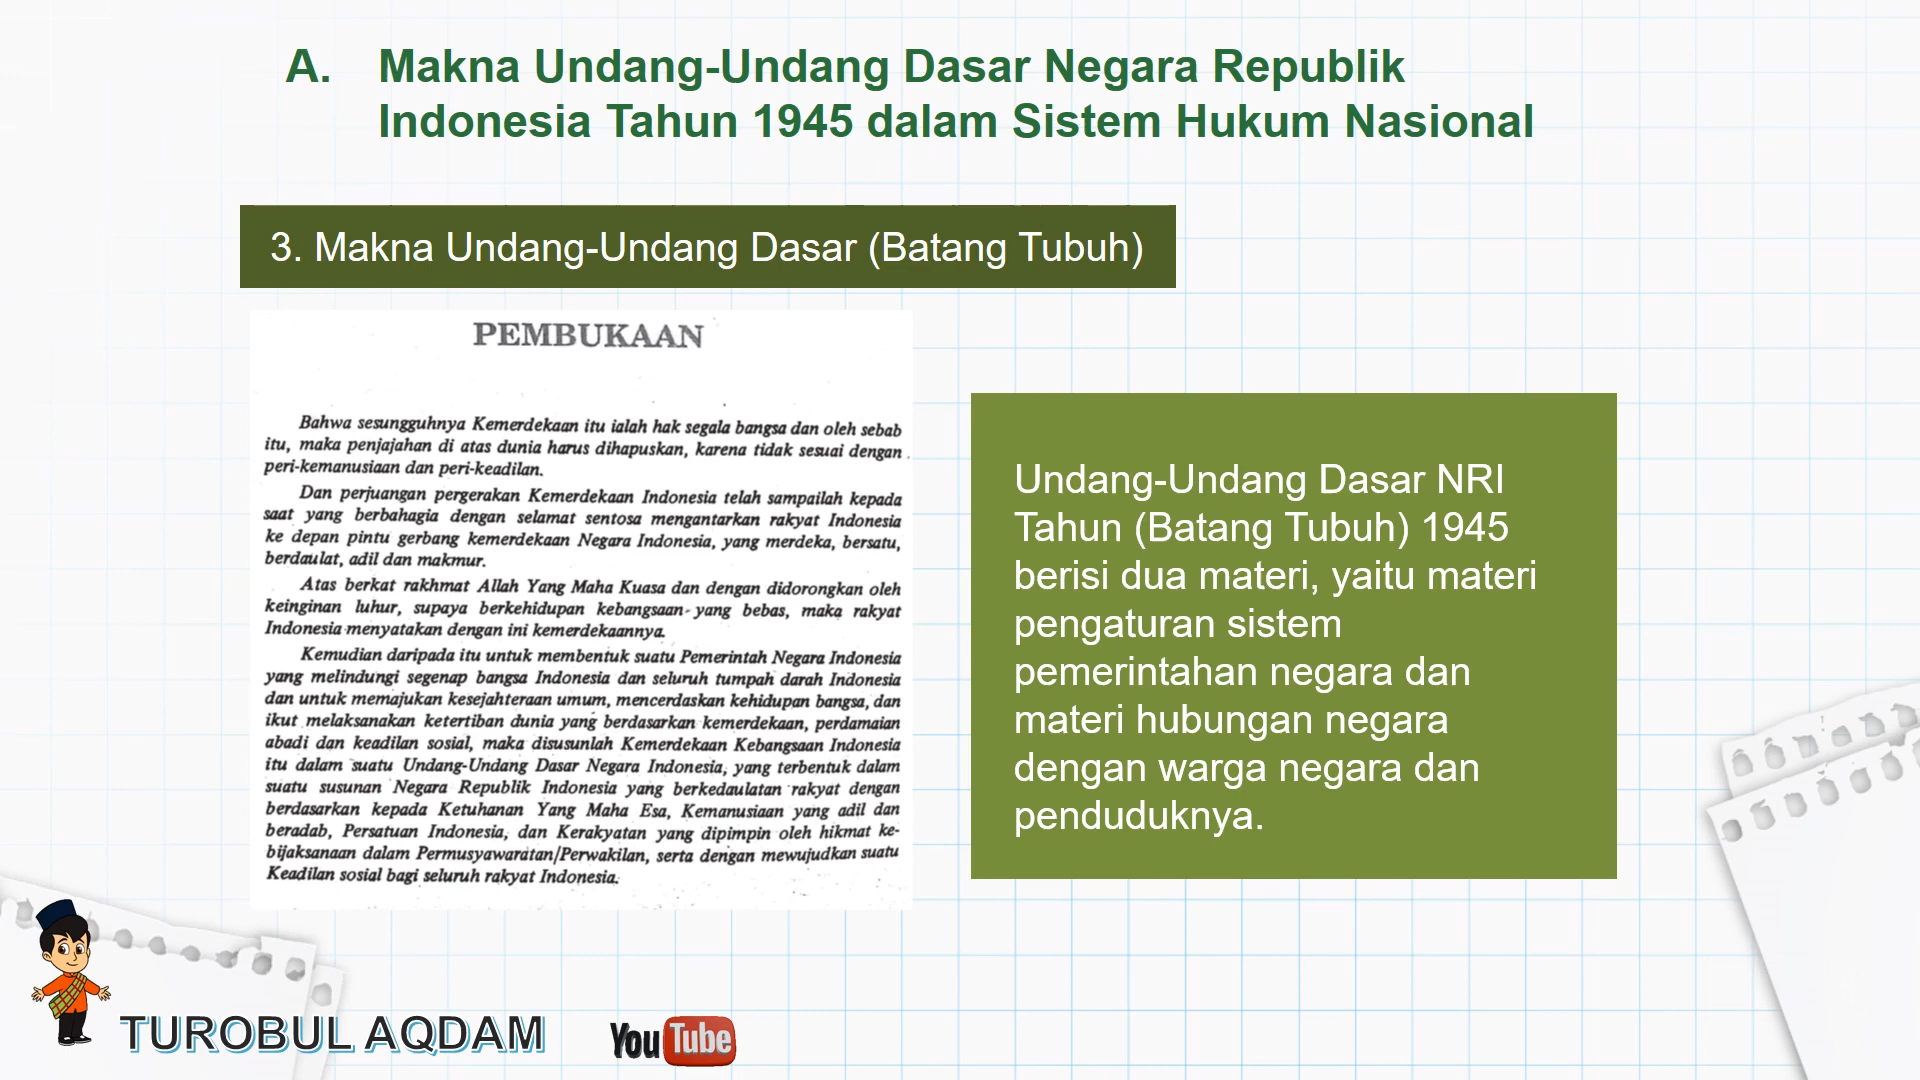 A. Makna Undang-Undang Dasar Negara Republik
Indonesia Tahun 1945 dalam Sistem Hukum Nasional
3. Makna Undang-Undang Dasar (Batang Tubuh)
PEMBUKAAN
Bahwa sesungguhnya Kemerdekaan itu ialah hak segala bangsa dan oleh sebab
itu, maka penjajahan di atas dunia harus dihapuskan, karena tidak sesuai dengan
peri-kemanusiaan dan peri-keadilan.
Dan perjuangan pergerakan Kemerdekaan Indonesia telah sampailah kepada
saat yang berbahagia dengan selamat sentosa mengantarkan rakyat Indonesia
ke depan pintu gerbang kemerdekaan Negara Indonesia, yang merdeka, bersatu,
berdaulat, adil dan makmur.
Atas berkat rakhmat Allah Yang Maha Kuasa dan dengan didorongkan oleh
keinginan luhur, supaya berkehidupan kebangsaan yang bebas, maka rakyat
Indonesia menyatakan dengan ini kemerdekaannya.
Kemudian daripada itu untuk membentuk suatu Pemerintah Negara Indonesia
yang melindungi segenap bangsa Indonesia dan seluruh tumpah darah Indonesia
dan untuk memajukan kesejahteraan umum, mencerdaskan kehidupan bangsa, dan
ikut melaksanakan ketertiban dunia yang berdasarkan kemerdekaan, perdamaian
abadi dan keadilan sosial, maka disusunlah Kemerdekaan Kebangsaan Indonesia
itu dalam suatu Undang-Undang Dasar Negara Indonesia, yang terbentuk dalam
suatu susunan Negara Republik Indonesia yang berkedaulatan rakyat dengan
berdasarkan kepada Ketuhanan Yang Maha Esa, Kemanusiaan yang adil dan
beradab, Persatuan Indonesia, dan Kerakyatan yang dipimpin oleh hikmat ke-
bijaksanaan dalam Permusyawaratan/Perwakilan, serta dengan mewujudkan suatu
Keadilan sosial bagi seluruh rakyat Indonesia.
Undang-Undang Dasar NRI
Tahun (Batang Tubuh) 1945
berisi dua materi, yaitu materi
pengaturan sistem
pemerintahan negara dan
materi hubungan negara
dengan warga negara dan
penduduknya.
TUROBUL AQDAM
YouTube